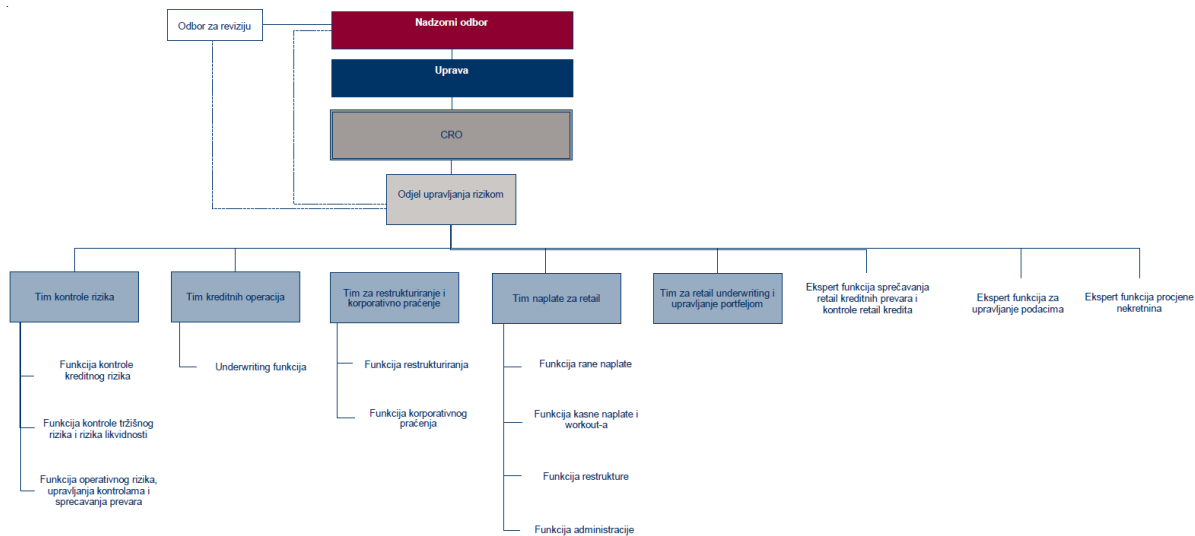 Odbor za reviziju
Nadzorni odbor
Uprava
CRO
Odjel upravljanja rizikom
Tim kontrole rizika
Tim kreditnih operacija
Tim za restrukturiranje i
korporativno praćenje
Tim naplate za retail
Tim za retail underwriting i
upravljanje portfeljom
Ekspert funkcija sprečavanja
retail kreditnih prevara i
kontrole retail kredita
Ekspert funkcija za
upravljanje podacima
Ekspert funkcija procjene
nekretnina
Funkcija kontrole
kreditnog rizika
Funkcija kontrole tržišnog
rizika i rizika likvidnosti
Funkcija operativnog rizika,
upravljanja kontrolama i
sprecavanja prevara
Underwriting funkcija
Funkcija restrukturiranja
Funkcija korporativnog
praćenja
Funkcija rane naplate
Funkcija kasne naplate i
workout-a
Funkcija restrukture
Funkcija administracije